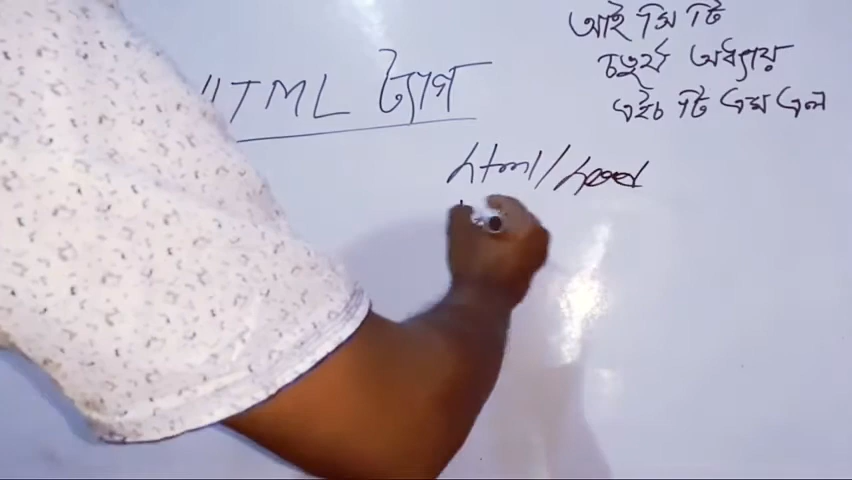 আই সি টি
চতুর্থ অধ্যায়
এইচ টি এম এল
HTML ট্যাগ
html/head